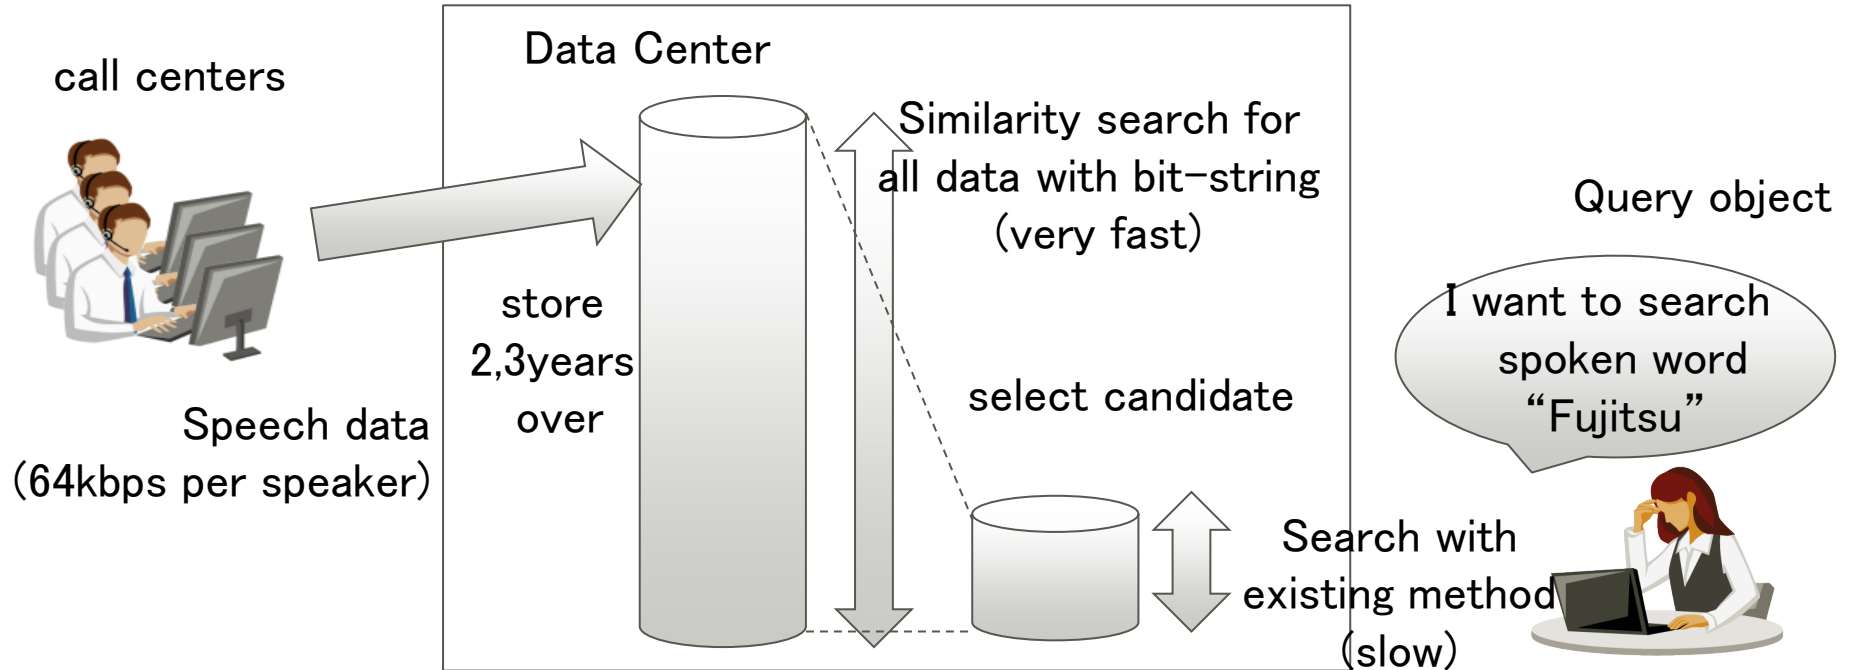 call centers
Speech data
(64kbps per speaker)
Data Center
store
2,3years
over
Similarity search for
all data with bit-string
(very fast)
select candidate
Search with
existing method
(slow)
Query object
I want to search
spoken word
“Fujitsu”